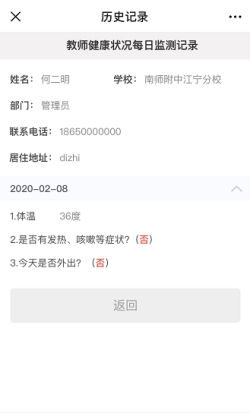 历史记录
教师健康状况每日监测记录
姓名： 何二明 学校： 南师附中江宁分校
部门： 管理员
联系电话： 18650000000
居住地址： dizhi
2020-02-08
1.体温 36度
2.是否有发热、咳嗽等症状?（否）
3.今天是否外出? （否）
返回